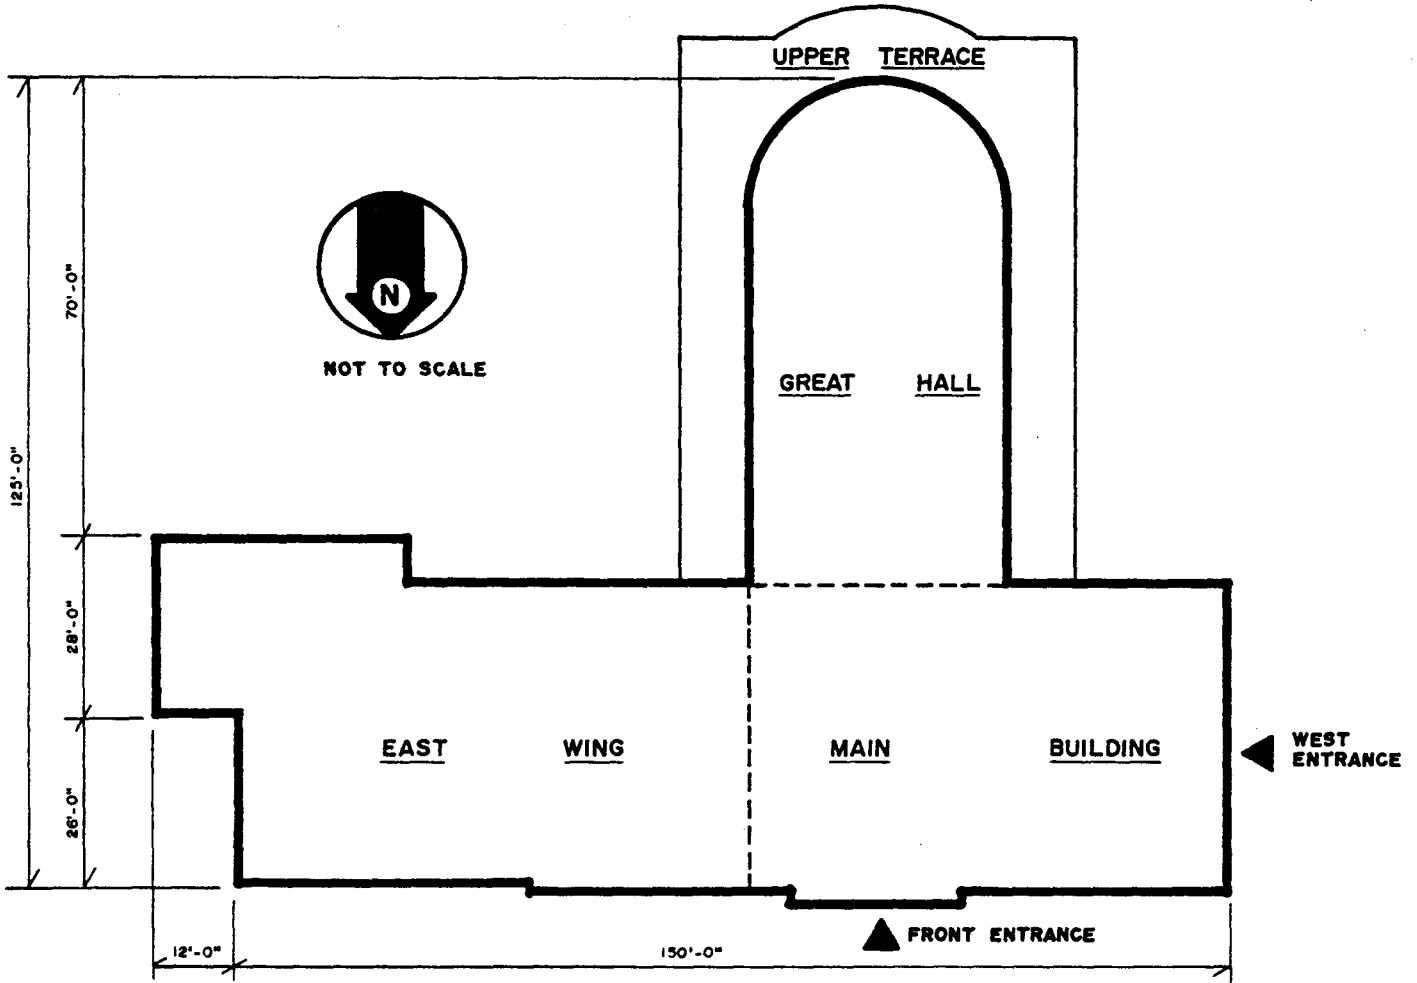 UPPER TERRACE
N
NOT TO SCALE
70'-0"
GREAT HALL
125'-0"
28'-0"
EAST WING
MAIN BUILDING
WEST
ENTRANCE
26'-0"
FRONT ENTRANCE
12'-0"
150'-0"